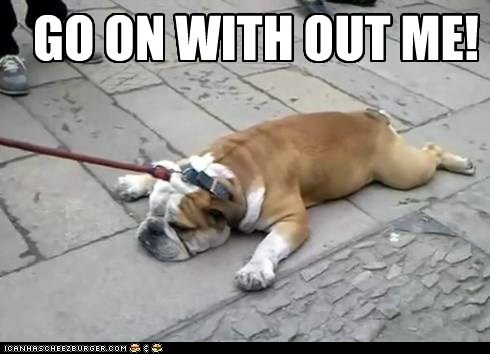 GO ON WITH OUT ME!
ICANHASCHEEZBURGER.COM